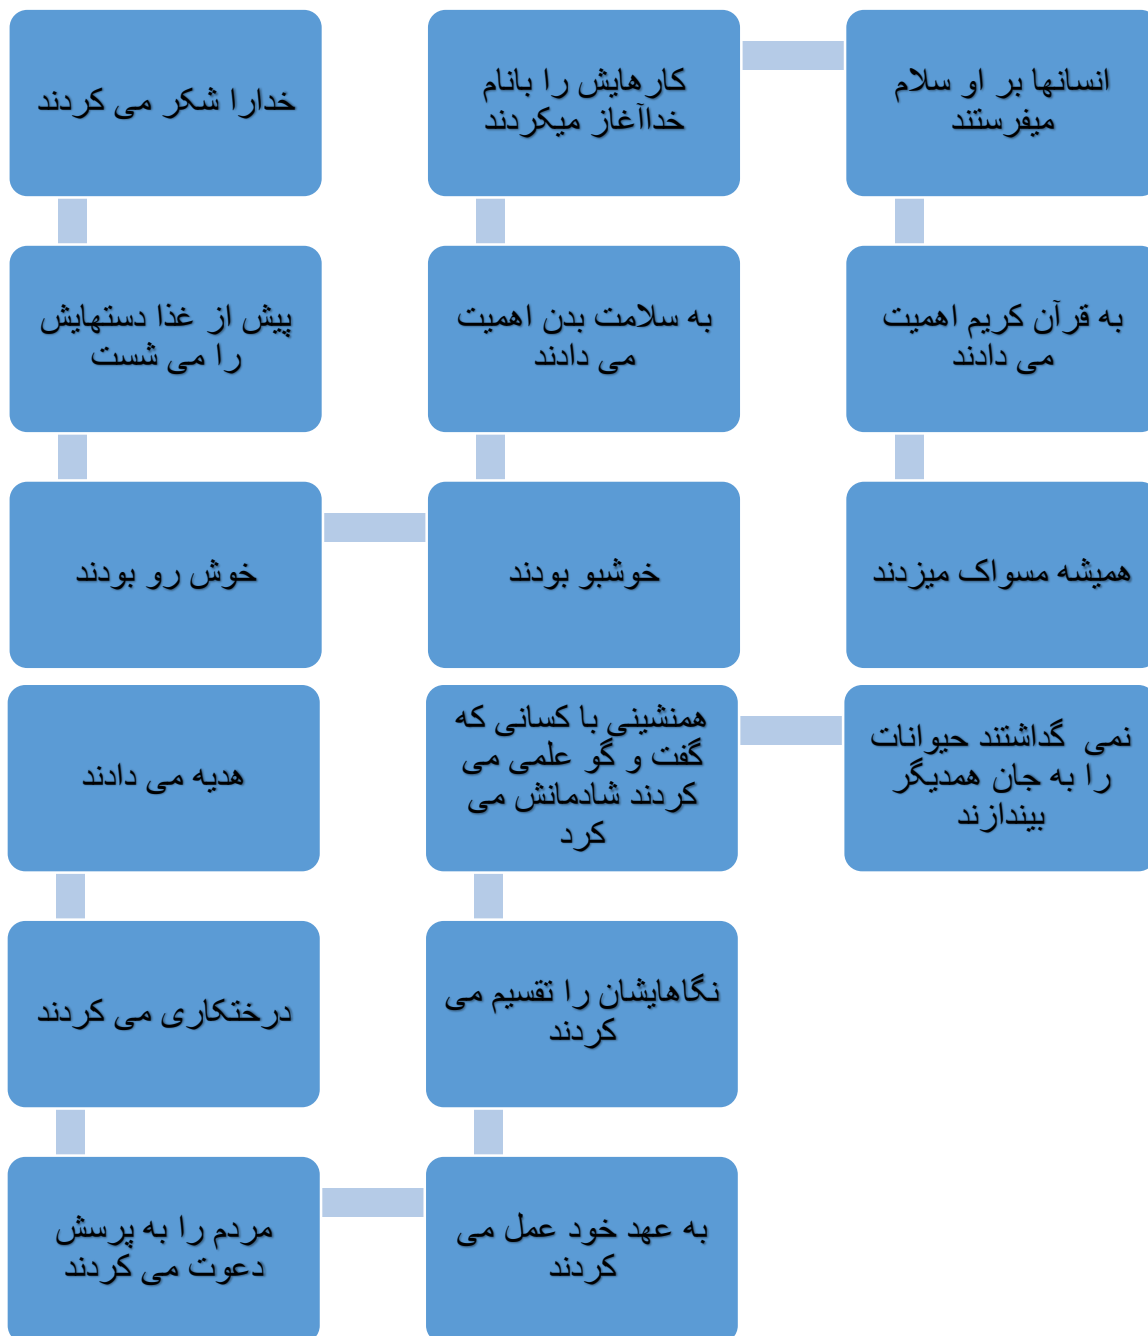 خدارا شکر می کردند
پیش از غذا دستهایش
را می شست
خوش رو بودند
خوشبو بودند
به سلامت بدن اهمیت
می دادند
کارهایش را بانام
خداآغاز میکردند
انسانها بر او سلام
میفرستند
به قرآن کریم اهمیت
می دادند
همیشه مسواک میزدند
هدیه می دادند
درختکاری می کردند
مردم را به پرسش
دعوت می کردند
به عهد خود عمل می
کردند
نگاهایشان را تقسیم می
کردند
همنشینی با کسانی که
گفت و گو علمی می
کردند شادمانش می
کرد
نمی گذاشتند حیوانات
را به جان همدیگر
بیندازند